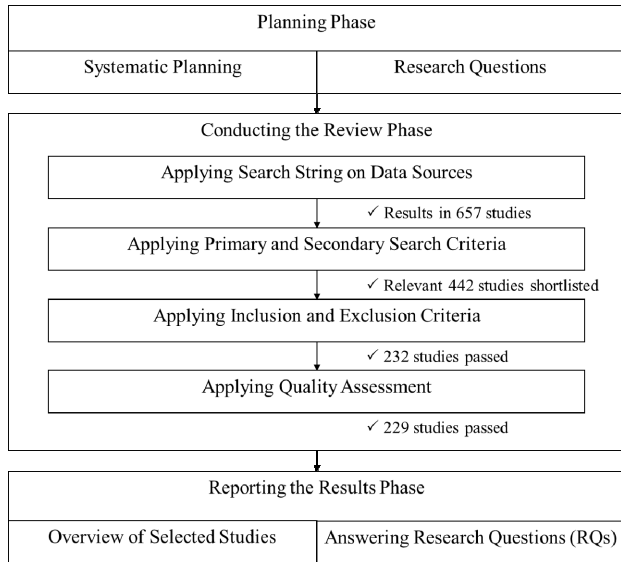 Planning Phase
Systematic Planning
Research Questions
Conducting the Review Phase
Applying Search String on Data Sources
✓ Results in 657 studies
Applying Primary and Secondary Search Criteria
✓ Relevant 442 studies shortlisted
Applying Inclusion and Exclusion Criteria
✓ 232 studies passed
Applying Quality Assessment
✓ 229 studies passed
Reporting the Results Phase
Overview of Selected Studies
Answering Research Questions (RQs)